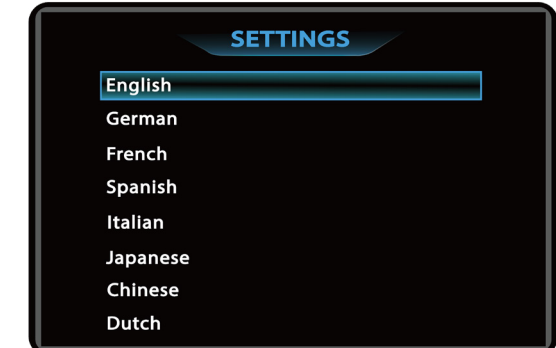 SETTINGS
English
German
French
Spanish
Italian
Japanese
Chinese
Dutch